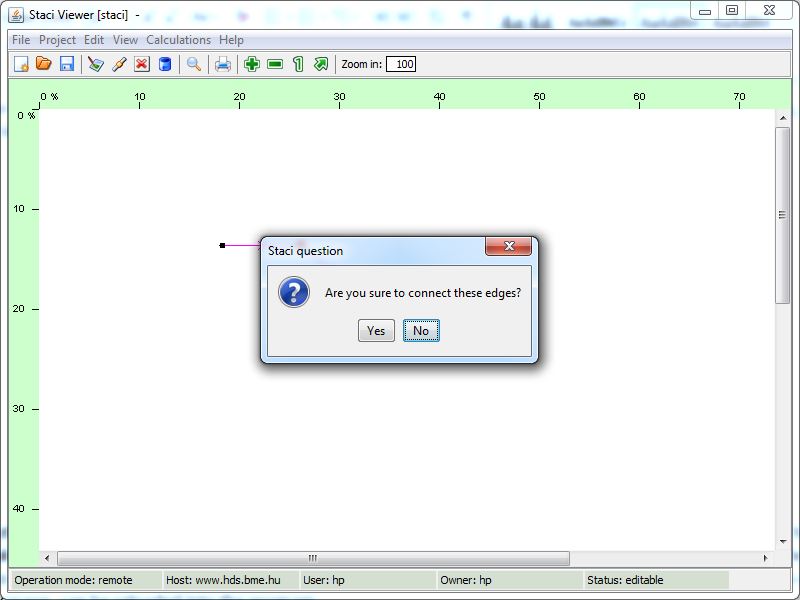 Staci Viewer [staci] -
File Project Edit View Calculations Help
Zoom in: 100
0 % 10 20 30 40 50 60 70
0 %
10
Staci question
Are you sure to connect these edges?
20
Yes No
30
40
Operation mode: remote Host: www.hds.bme.hu User: hp Owner: hp Status: editable